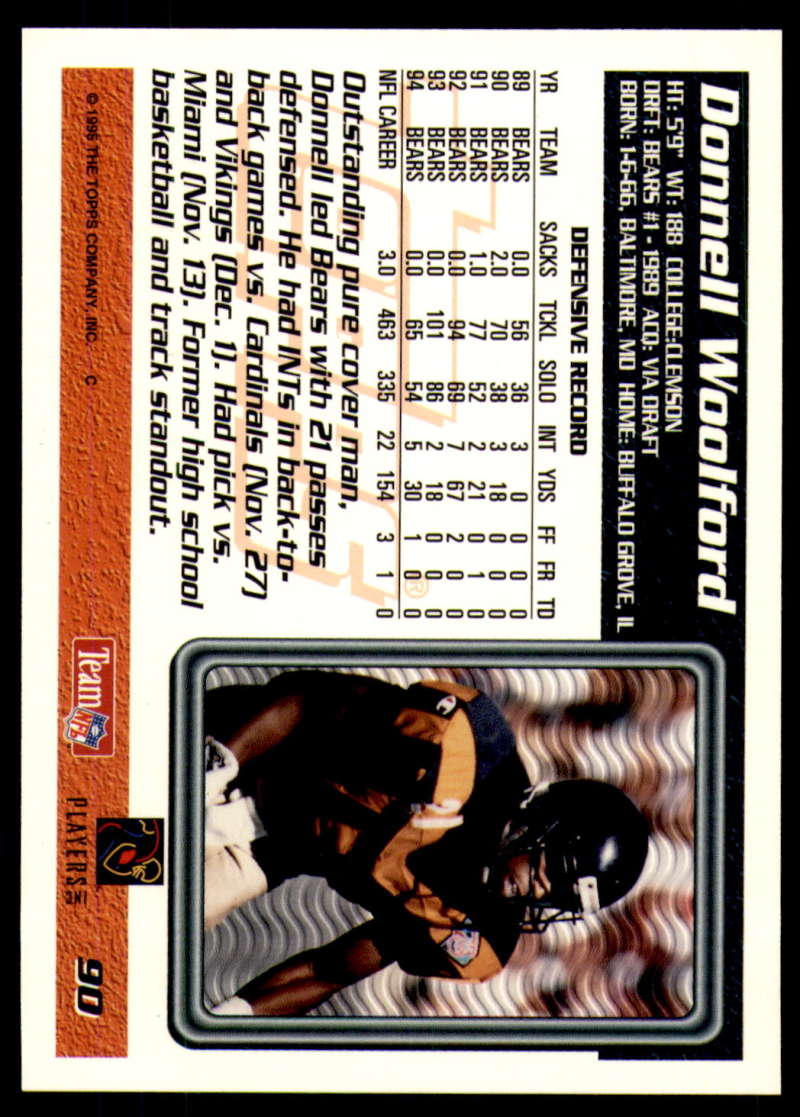 Donnell Woolford
HT: 5'9" WT: 188 COLLEGE: CLEMSON
DRFT: BEARS #1 - 1989 ACQ: VIA DRAFT
BORN: 1-6-66, BALTIMORE, MD HOME: BUFFALO GROVE, IL
DEFENSIVE RECORD
YR TEAM SACKS TCKL SOLO INT YDS FF FR TD
89 BEARS 0.0 56 36 3 0 0 0 0
90 BEARS 2.0 70 38 3 18 0 0 0
91 BEARS 1.0 77 52 2 21 0 1 0
92 BEARS 0.0 94 69 7 67 2 0 0
93 BEARS 0.0 101 86 2 18 0 0 0
94 BEARS 0.0 65 54 5 30 1 0 0
NFL CAREER 3.0 463 335 22 154 3 1 0
Outstanding pure cover man,
Donnell led Bears with 21 passes
defensed. He had INTs in back-to-
back games vs. Cardinals (Nov. 27)
and Vikings (Dec. 1). Had pick vs.
Miami (Nov. 13). Former high school
basketball and track standout.
© 1995 THE TOPPS COMPANY, INC. C
Team NFL
PLAYERS INC
90